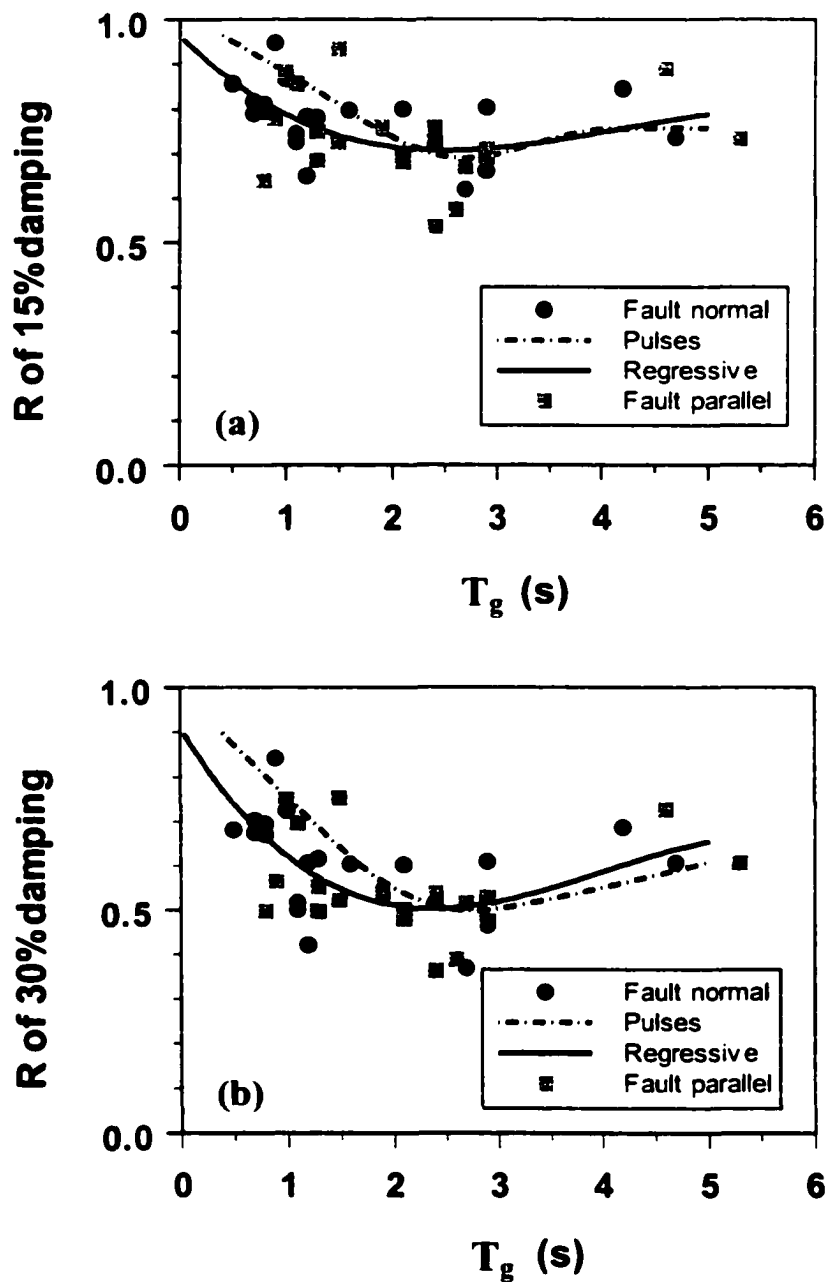 1.0
0.5
0.0
R of 15% damping
(a)
Fault normal
Pulses
Regressive
Fault parallel
0 1 2 3 4 5 6
T_g (s)
1.0
0.5
0.0
R of 30% damping
(b)
Fault normal
Pulses
Regressive
Fault parallel
0 1 2 3 4 5 6
T_g (s)